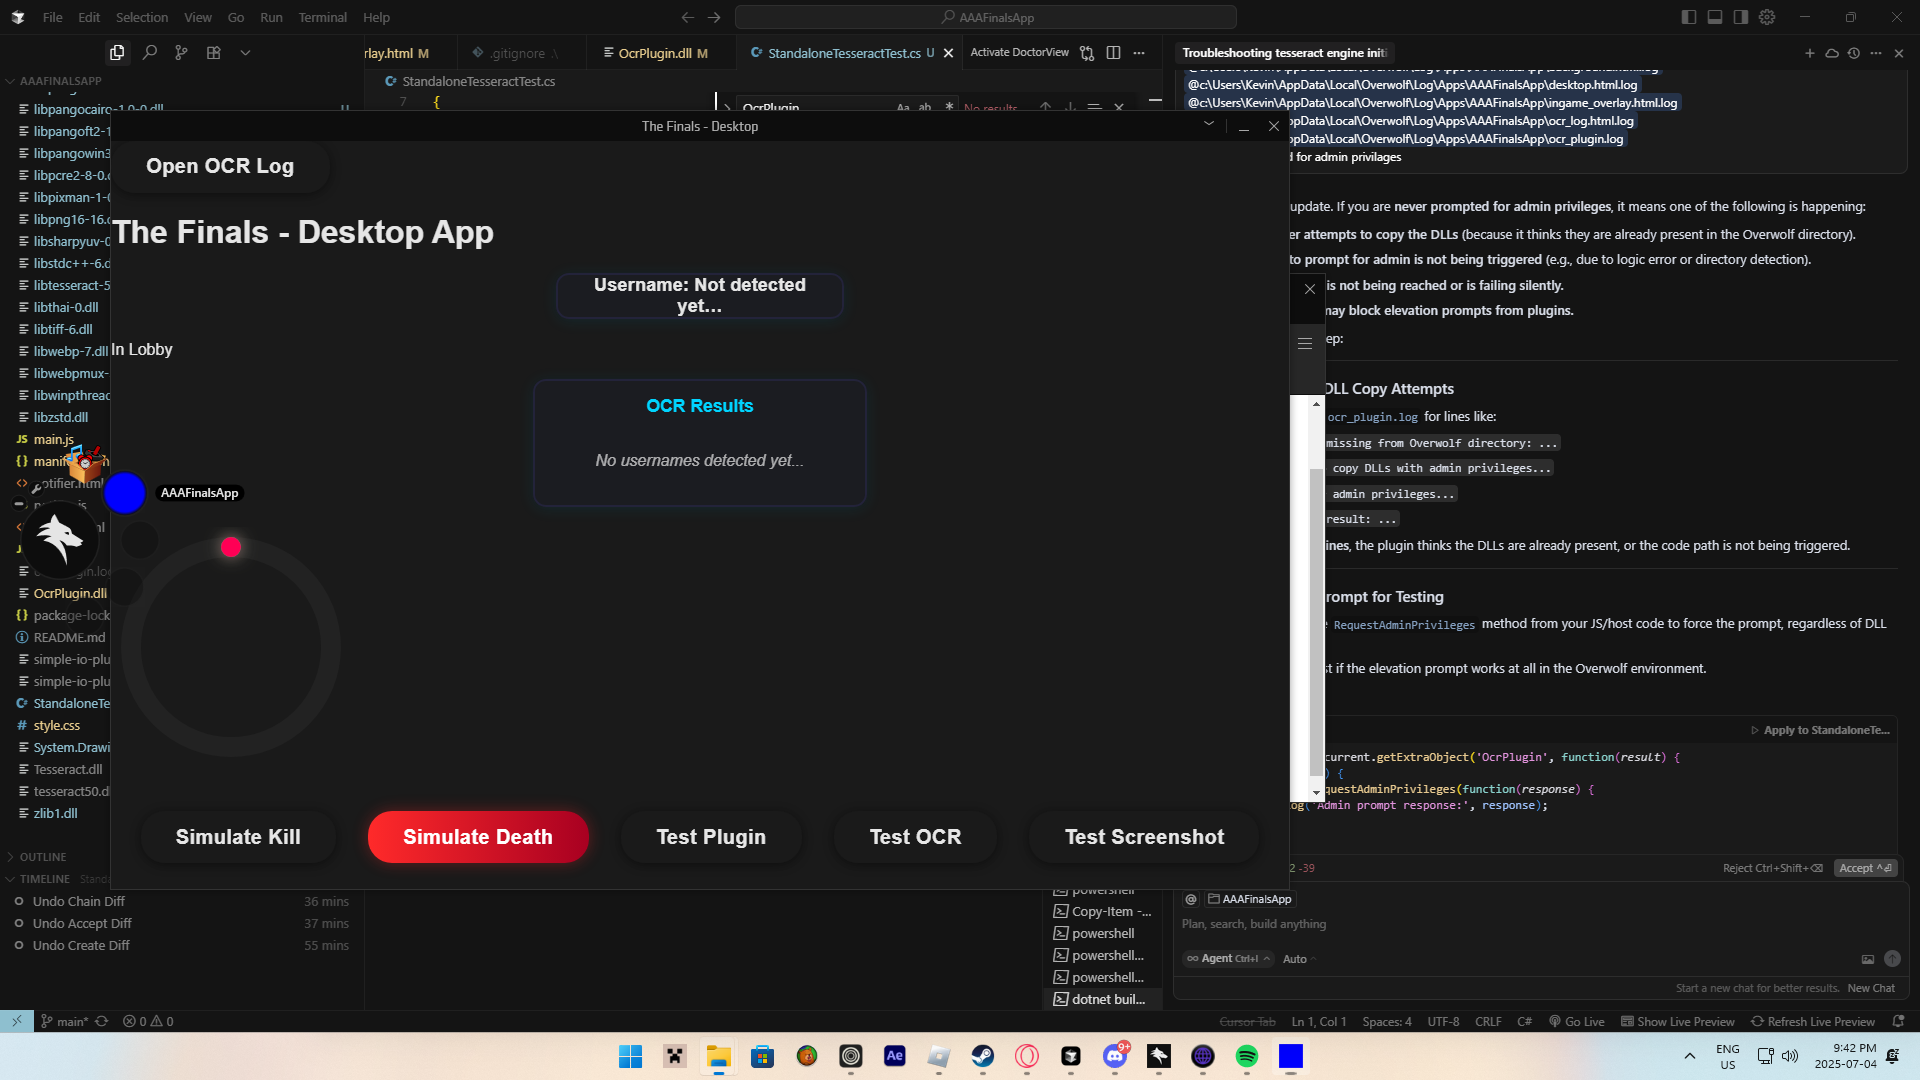 File Edit Selection View Go Run Terminal Help
AAAFinalsApp
AAAFINALSAPP
libpangocairo-1.0-0.dll
libpangoft2-1
libpangowin3
libpcre2-8-0.d
libpixman-1-0
libpng16-16.d
libsharpyuv-0
libstdc++-6.d
libtesseract-5
libthai-0.dll
libtiff-6.dll
libwebp-7.dll
libwebpmux-
libwinpthread
libzstd.dll
main.js
OcrPlugin.dll
package-lock
README.md
simple-io-plu
simple-io-plu
StandaloneTe
style.css
System.Drawi
Tesseract.dll
tesseract50.d
zlib1.dll
OUTLINE
TIMELINE Standa
Undo Chain Diff 36 mins
Undo Accept Diff 37 mins
Undo Create Diff 55 mins
rlay.html M
.gitignore
OcrPlugin.dll M
StandaloneTesseractTest.cs U
Activate DoctorView
StandaloneTesseractTest.cs
7 {
OcrPlugin
No results
The Finals - Desktop
Open OCR Log
The Finals - Desktop App
Username: Not detected
yet...
In Lobby
OCR Results
No usernames detected yet...
AAAFinalsApp
Simulate Kill
Simulate Death
Test Plugin
Test OCR
Test Screenshot
powershell
Copy-Item -...
powershell
powershell...
powershell...
dotnet buil...
Troubleshooting tesseract engine initi
@c:\Users\Kevin\AppData\Local\Overwolf\Log\Apps\AAAFinalsApp\desktop.html.log
@c:\Users\Kevin\AppData\Local\Overwolf\Log\Apps\AAAFinalsApp\ingame_overlay.html.log
ppData\Local\Overwolf\Log\Apps\AAAFinalsApp\ocr_log.html.log
ppData\Local\Overwolf\Log\Apps\AAAFinalsApp\ocr_plugin.log
d for admin privilages
update. If you are never prompted for admin privileges, it means one of the following is happening:
er attempts to copy the DLLs (because it thinks they are already present in the Overwolf directory).
to prompt for admin is not being triggered (e.g., due to logic error or directory detection).
is not being reached or is failing silently.
may block elevation prompts from plugins.
ep:
DLL Copy Attempts
ocr_plugin.log for lines like:
missing from Overwolf directory: ...
copy DLLs with admin privileges...
admin privileges...
result: ...
ines, the plugin thinks the DLLs are already present, or the code path is not being triggered.
rompt for Testing
RequestAdminPrivileges method from your JS/host code to force the prompt, regardless of DLL
t if the elevation prompt works at all in the Overwolf environment.
Apply to StandaloneTe...
current.getExtraObject('OcrPlugin', function(result) {
) {
questAdminPrivileges(function(response) {
og('Admin prompt response:', response);
2 -39
Reject Ctrl+Shift+⌫
Accept ^⏎
@ AAAFinalsApp
Plan, search, build anything
Agent Ctrl+I
Auto
Start a new chat for better results. New Chat
main*
0 0
Cursor Tab
Ln 1, Col 1
Spaces: 4
UTF-8
CRLF
C#
Go Live
Show Live Preview
Refresh Live Preview
Ae
9+
ENG
US
9:42 PM
2025-07-04